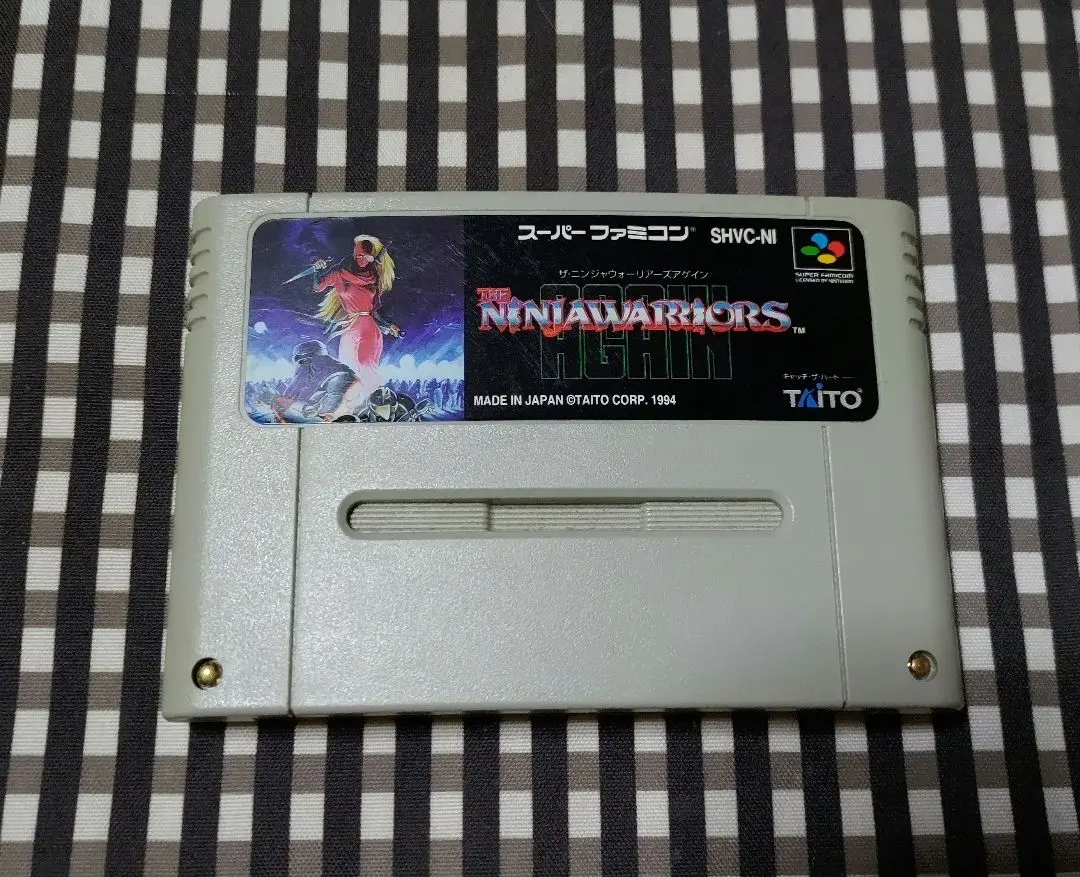 スーパーファミコン® SHVC-NI
SUPER FAMICOM
LICENSED BY NINTENDO
ザ・ニンジャウォーリアーズアゲイン
THE
NINJAWARRIORS™
AGAIN
キャッチ・ザ・ハート
TAITO®
MADE IN JAPAN ©TAITO CORP. 1994